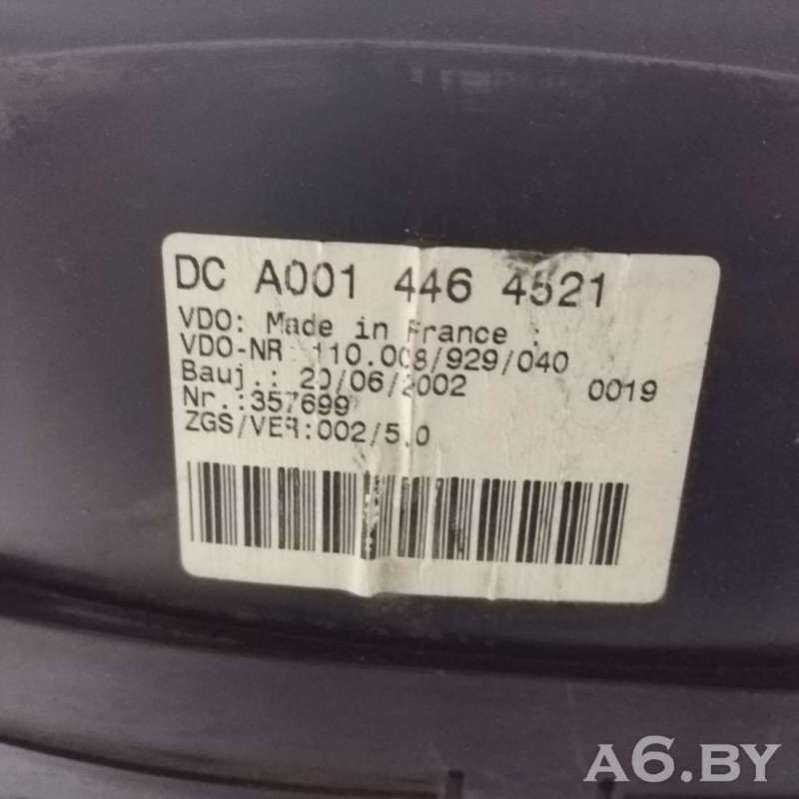 DC A001 446 4521
VDO: Made in France :
VDO-NR: 110.008/929/040
Bauj.: 20/06/2002 0019
Nr.:357699
ZGS/VER:002/5.0
A6.BY